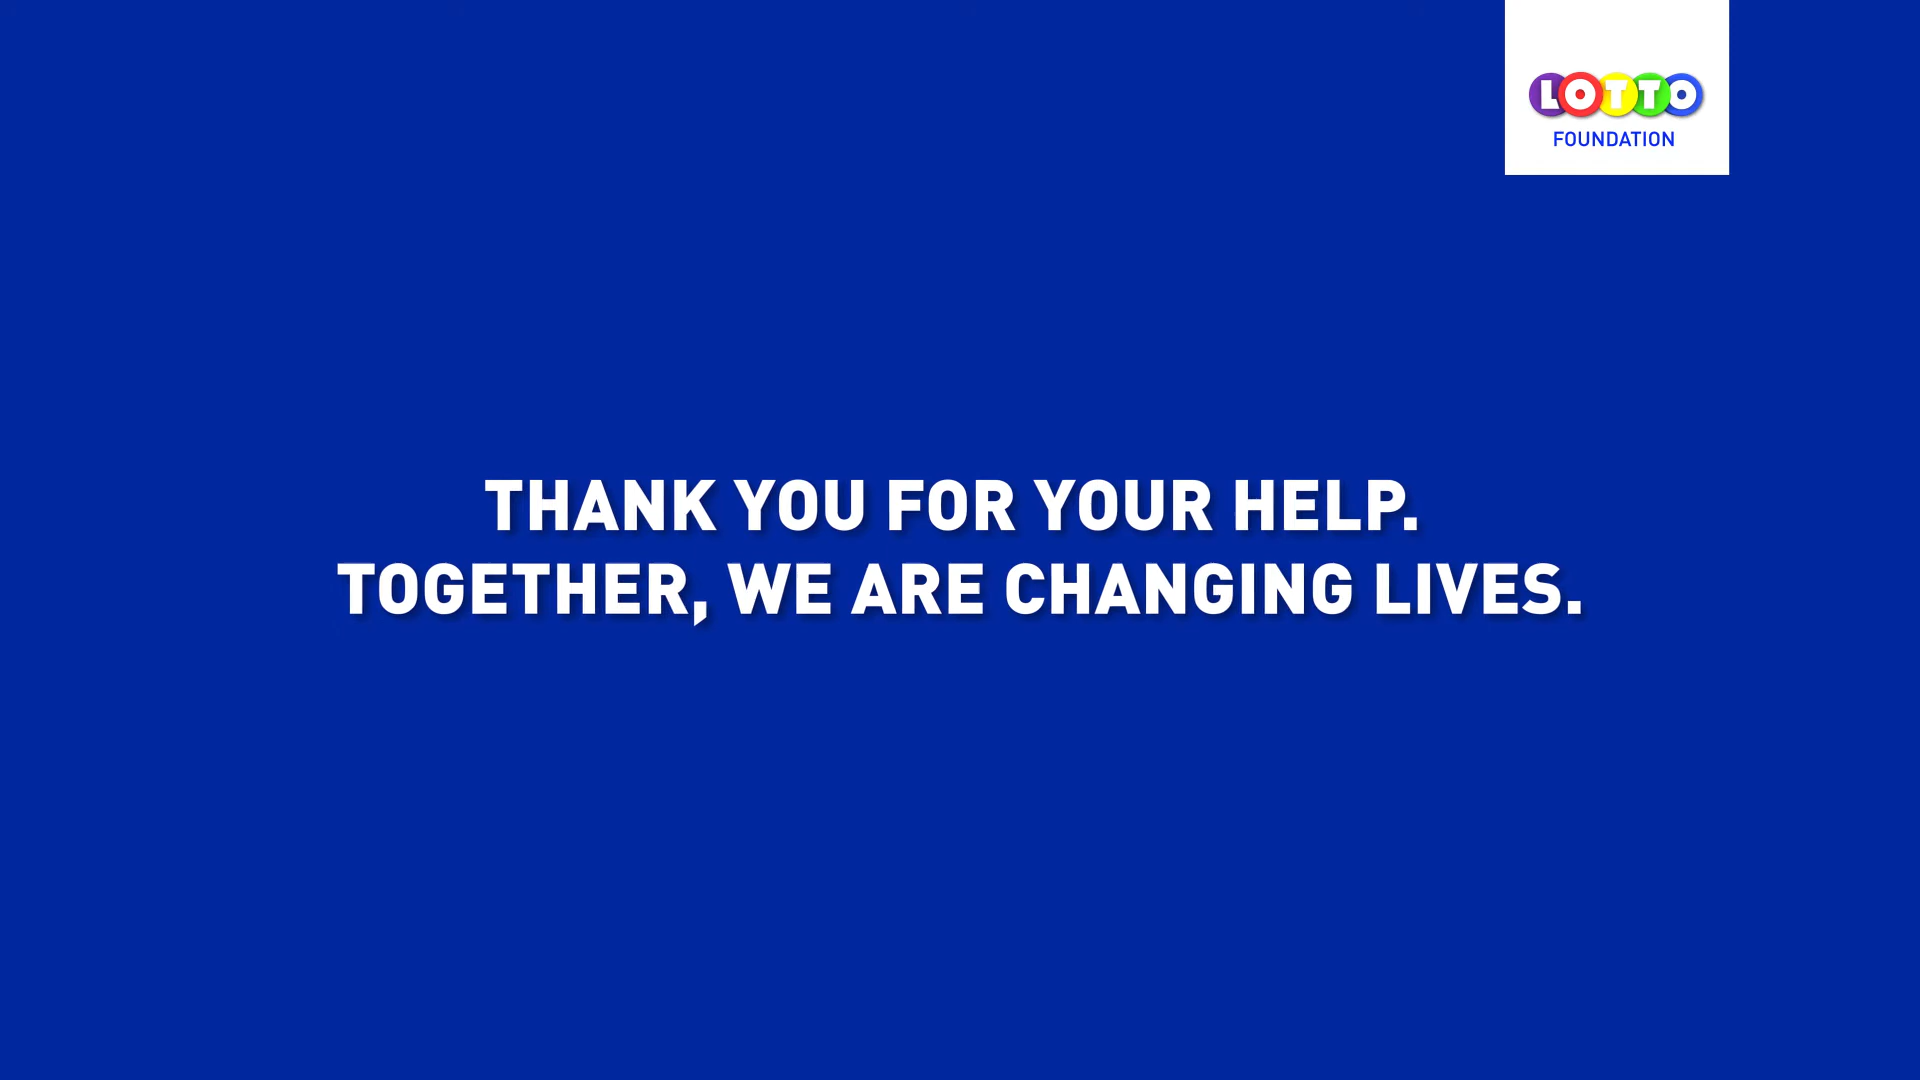 LOTTO
FOUNDATION
THANK YOU FOR YOUR HELP.
TOGETHER, WE ARE CHANGING LIVES.